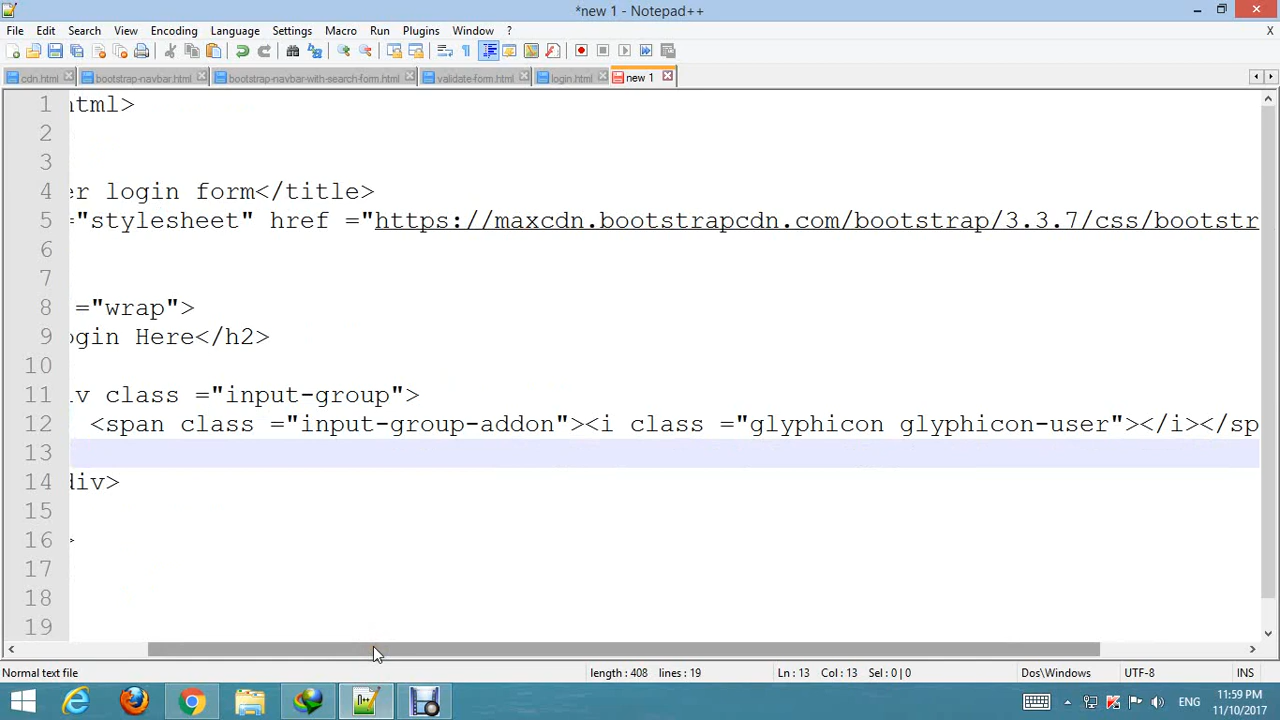 *new 1 - Notepad++
File Edit Search View Encoding Language Settings Macro Run Plugins Window ? X
cdn.html bootstrap-navbar.html bootstrap-navbar-with-search-form.html validate-form.html login.html new 1
1 html>
2
3
4 er login form</title>
5 ="stylesheet" href ="https://maxcdn.bootstrapcdn.com/bootstrap/3.3.7/css/bootstr
6
7
8 ="wrap">
9 ogin Here</h2>
10
11 iv class ="input-group">
12 <span class ="input-group-addon"><i class ="glyphicon glyphicon-user"></i></sp
13
14 div>
15
16 >
17
18
19
Normal text file length : 408 lines : 19 Ln : 13 Col : 13 Sel : 0 | 0 Dos\Windows UTF-8 INS
ENG 11:59 PM
11/10/2017